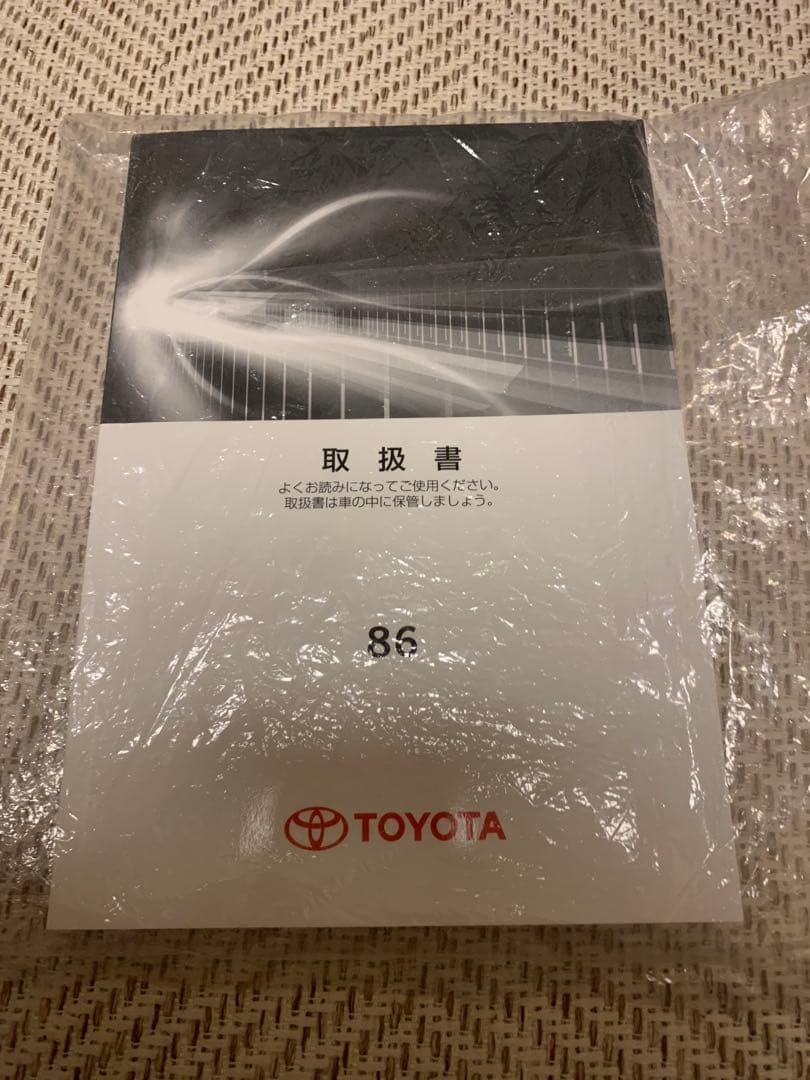 取扱書
よくお読みになってご使用ください。
取扱書は車の中に保管しましょう。
86
TOYOTA